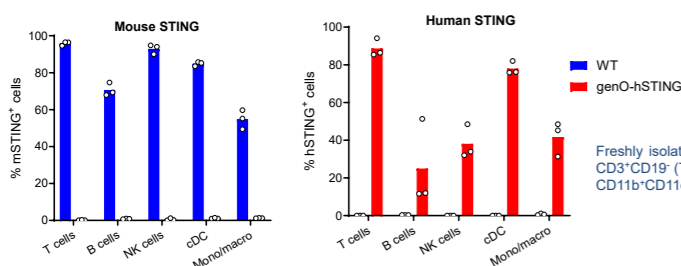 Mouse STING
% mSTING+ cells
100
80
60
40
20
0
T cells
B cells
NK cells
cDC
Mono/macro
Human STING
% hSTING+ cells
100
80
60
40
20
0
T cells
B cells
NK cells
cDC
Mono/macro
WT
genO-hSTING
Freshly isolat
CD3+CD19- (T
CD11b+CD11